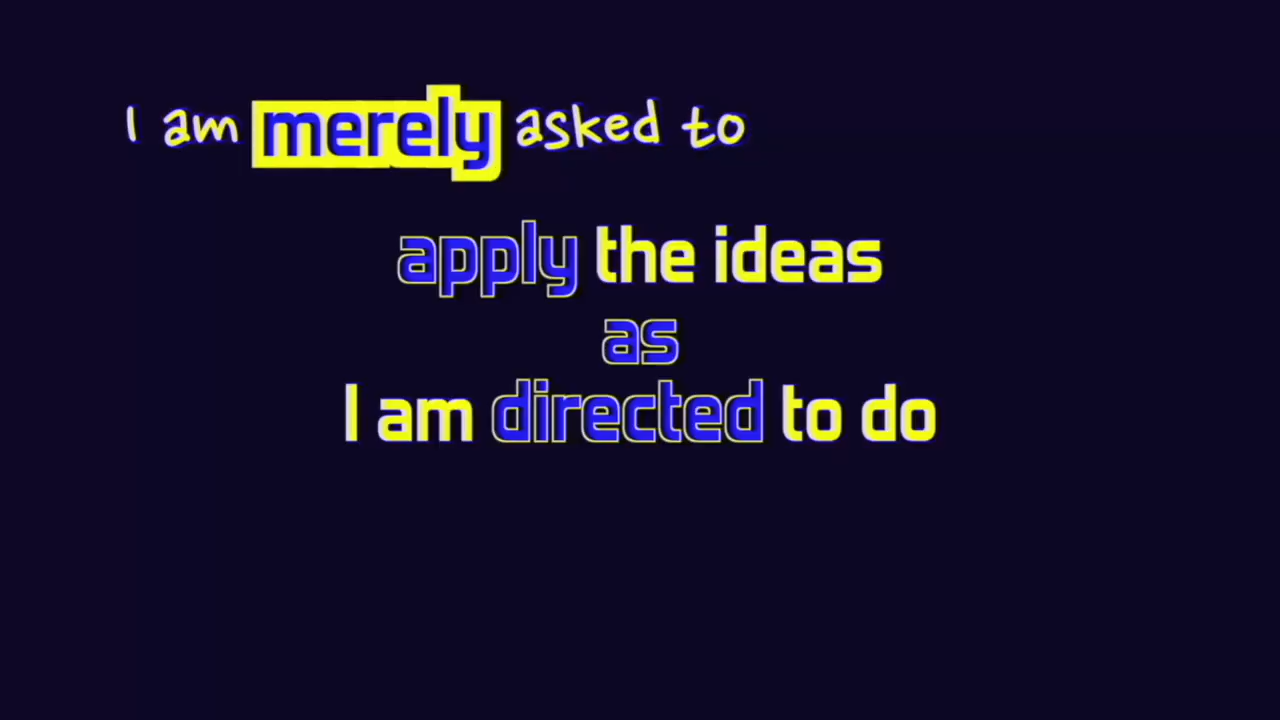 I am merely asked to
apply the ideas
as
I am directed to do